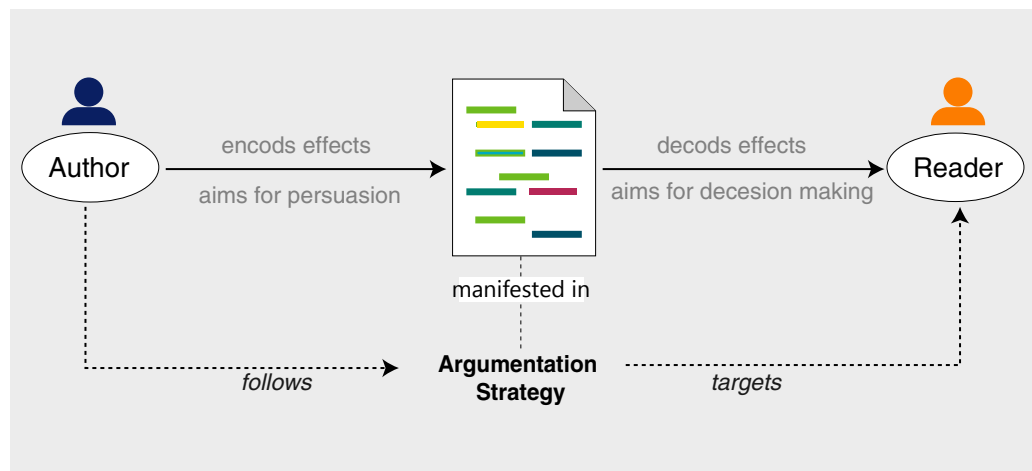 encods effects
decods effects
Author
Reader
aims for persuasion
aims for decesion making
manifested in
Argumentation
Strategy
follows
targets